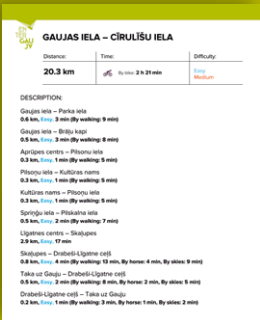 GAUJAS IELA – CĪRULĪŠU IELA
Distance: Time: Difficulty:
20.3 km By bike: 2 h 21 min Easy
Medium
DESCRIPTION:
Gaujas iela – Parka iela
0.6 km, Easy, 3 min (By walking: 9 min)
Gaujas iela – Brāļu kapi
0.5 km, Easy, 3 min (By walking: 8 min)
Aprūpes centrs – Pilsoņu iela
0.3 km, Easy, 1 min (By walking: 5 min)
Pilsoņu iela – Kultūras nams
0.3 km, Easy, 1 min (By walking: 5 min)
Kultūras nams – Pilsoņu iela
0.3 km, Easy, 1 min (By walking: 5 min)
Spriņģu iela – Pilskalna iela
0.5 km, Easy, 2 min (By walking: 7 min)
Līgatnes centrs – Skaļupes
2.9 km, Easy, 17 min
Skaļupes – Drabeši-Līgatne ceļš
0.8 km, Easy, 4 min (By walking: 13 min, By horse: 4 min, By skies: 9 min)
Taka uz Gauju – Drabeši-Līgatne ceļš
0.5 km, Easy, 2 min (By walking: 8 min, By horse: 2 min, By skies: 5 min)
Drabeši-Līgatne ceļš – Taka uz Gauju
0.2 km, Easy, 1 min (By walking: 3 min, By horse: 1 min, By skies: 2 min)